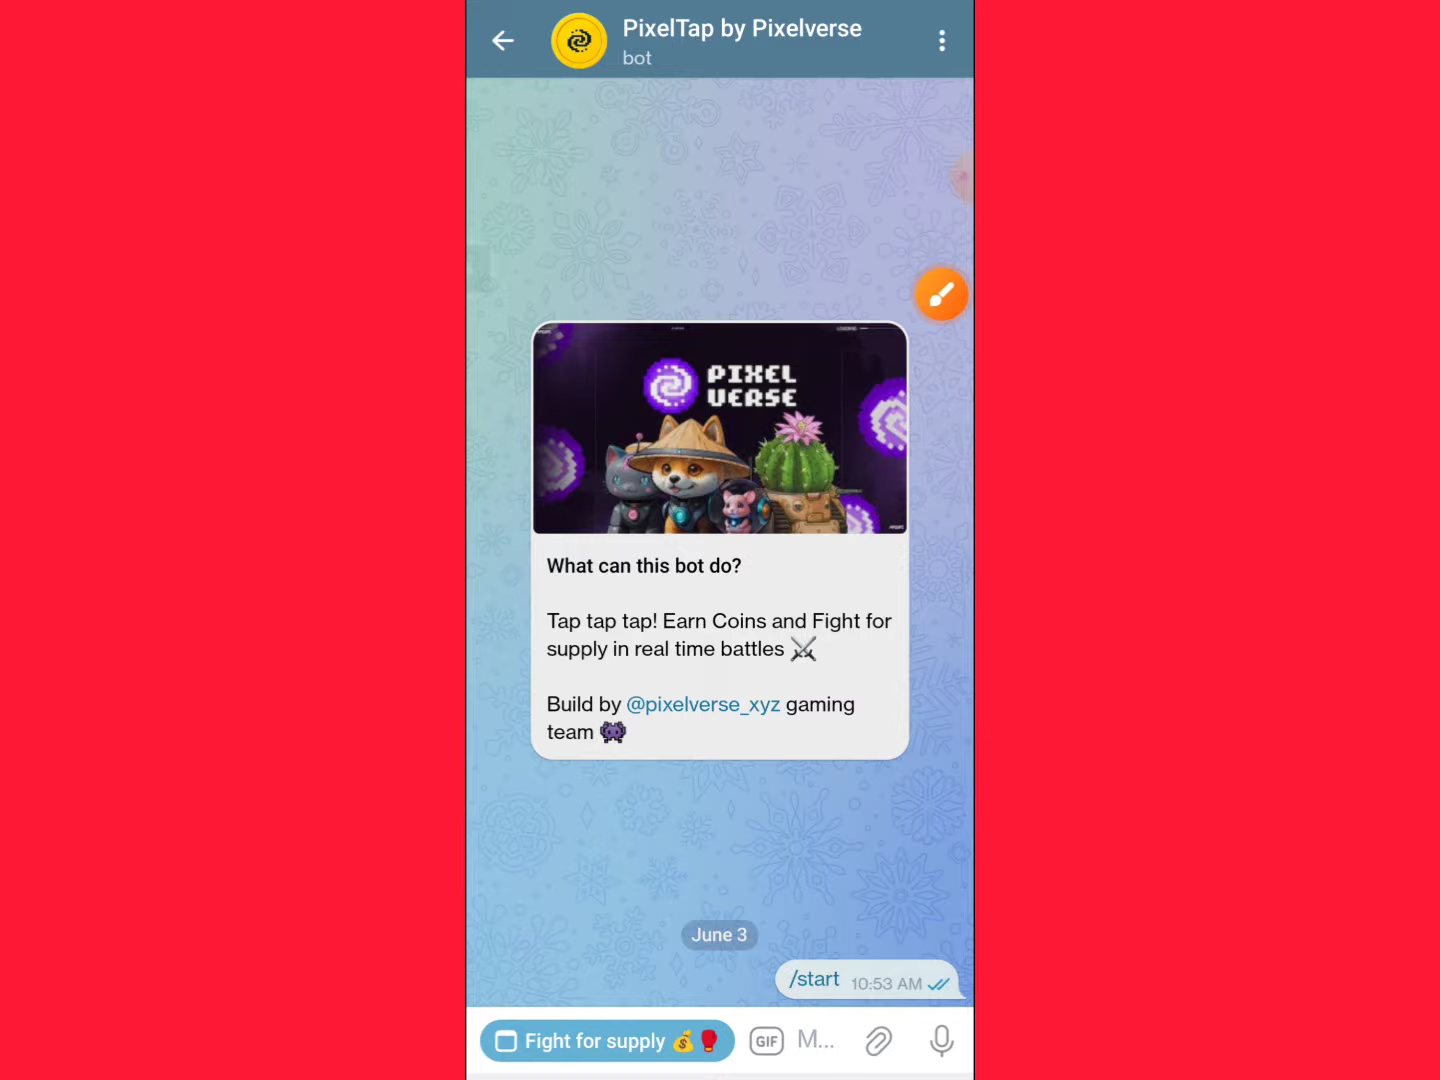 PixelTap by Pixelverse
bot
PIXEL
VERSE
What can this bot do?
Tap tap tap! Earn Coins and Fight for
supply in real time battles ⚔️
Build by @pixelverse_xyz gaming
team 👾
June 3
/start 10:53 AM
Fight for supply 💰🥊
GIF
M...